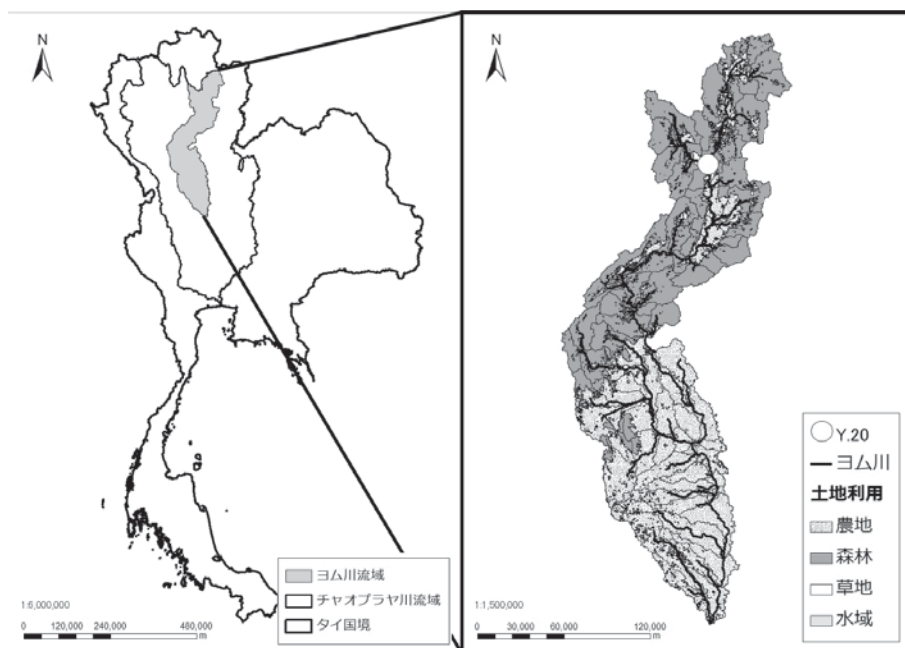 N
1:6,000,000
0 120,000 240,000 480,000
m
ヨム川流域
チャオプラヤ川流域
タイ国境
N
1:1,500,000
0 30,000 60,000 120,000
m
Y.20
ヨム川
土地利用
農地
森林
草地
水域